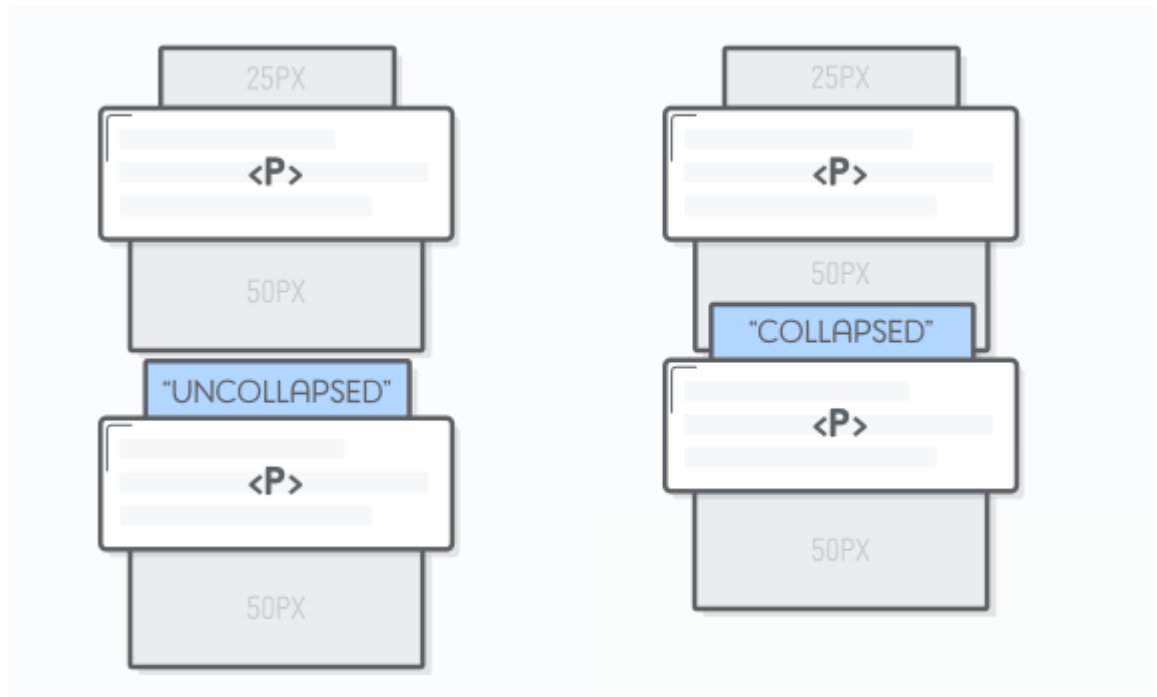 25PX
<P>
50PX
“UNCOLLAPSED”
<P>
50PX
25PX
<P>
50PX
“COLLAPSED”
<P>
50PX